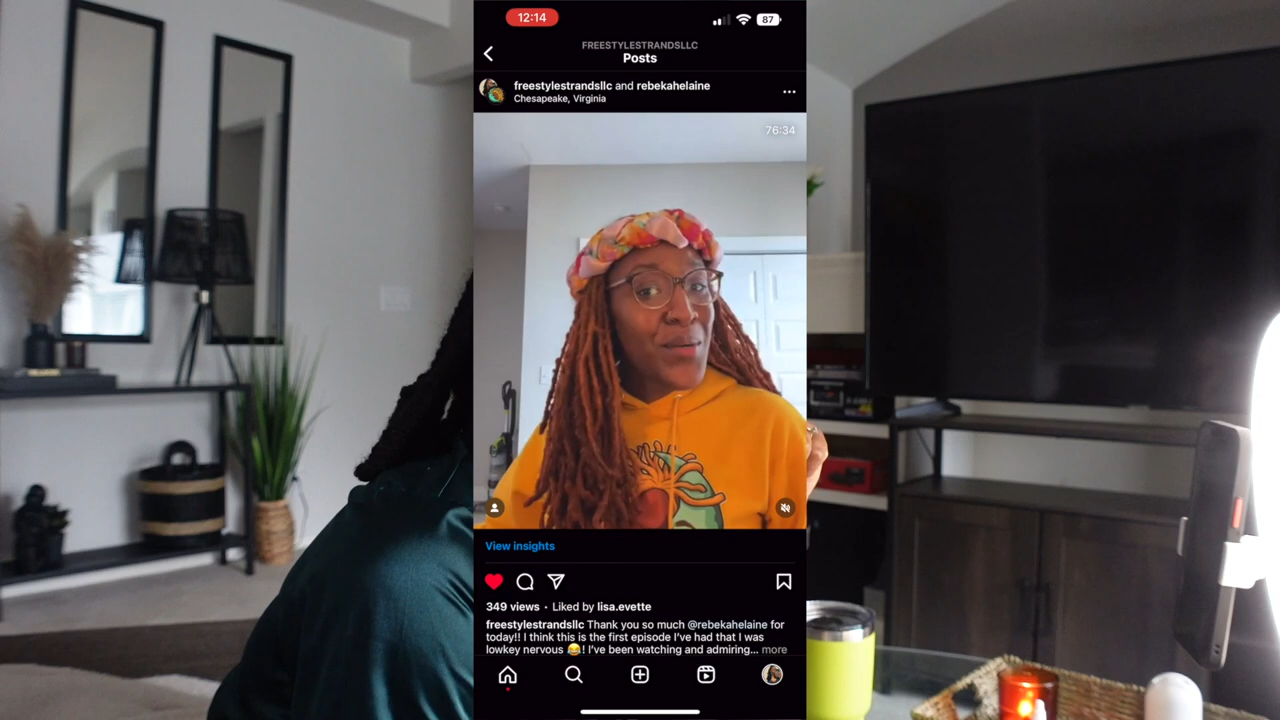 12:14
87
FREESTYLESTRANDSLLC
Posts
freestylestrandsllc and rebekahelaine
Chesapeake, Virginia
76:34
View insights
349 views · Liked by lisa.evette
freestylestrandsllc Thank you so much @rebekahelaine for
today!! I think this is the first episode I've had that I was
lowkey nervous 😂! I've been watching and admiring... more